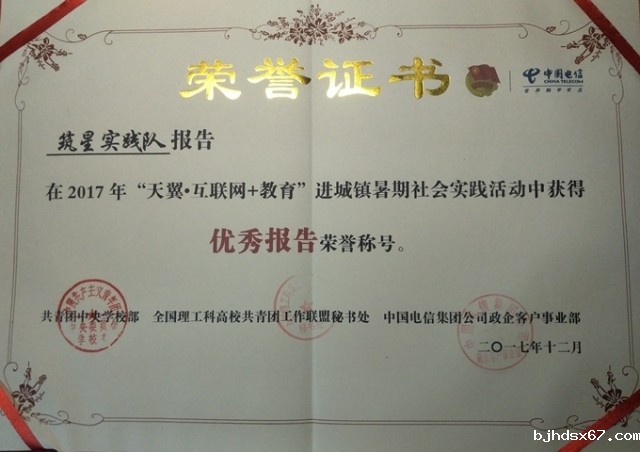 荣誉证书
中国电信
CHINA TELECOM
筑星实践队报告
在2017年“天翼·互联网+教育”进城镇暑期社会实践活动中获得
优秀报告荣誉称号。
共青团中央学校部 全国理工科高校共青团工作联盟秘书处 中国电信集团公司政企客户事业部
二〇一七年十二月
bjhdsx67.com